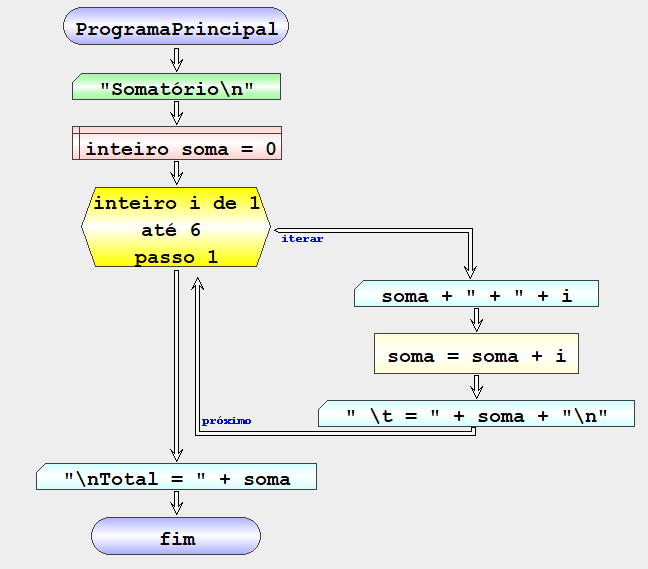 ProgramaPrincipal
"Somatório\n"
inteiro soma = 0
inteiro i de 1
até 6
passo 1
iterar
soma + " + " + i
soma = soma + i
" \t = " + soma + "\n"
próximo
"\nTotal = " + soma
fim